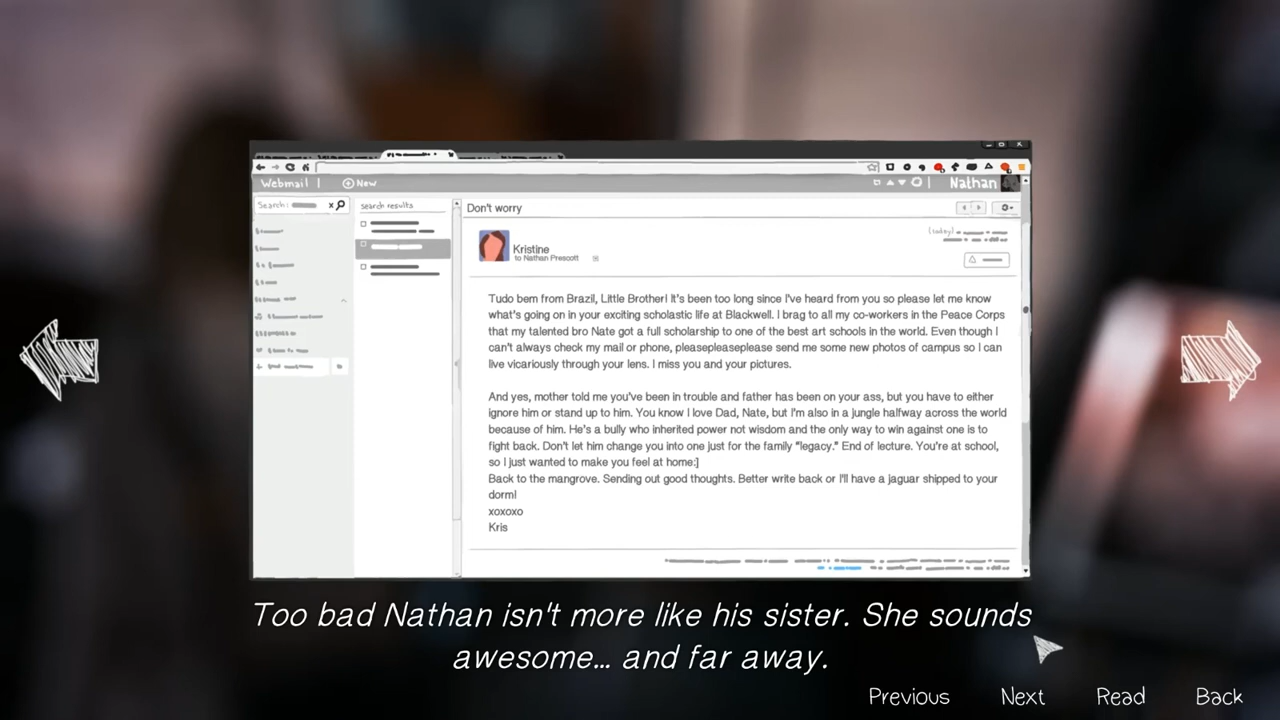 Webmail | + New
Nathan
Search:
x
search results
Don't worry
(today)
Kristine
to Nathan Prescott
Tudo bem from Brazil, Little Brother! It's been too long since I've heard from you so please let me know
what's going on in your exciting scholastic life at Blackwell. I brag to all my co-workers in the Peace Corps
that my talented bro Nate got a full scholarship to one of the best art schools in the world. Even though I
can't always check my mail or phone, pleasepleaseplease send me some new photos of campus so I can
live vicariously through your lens. I miss you and your pictures.
And yes, mother told me you've been in trouble and father has been on your ass, but you have to either
ignore him or stand up to him. You know I love Dad, Nate, but I'm also in a jungle halfway across the world
because of him. He's a bully who inherited power not wisdom and the only way to win against one is to
fight back. Don't let him change you into one just for the family "legacy." End of lecture. You're at school,
so I just wanted to make you feel at home:]
Back to the mangrove. Sending out good thoughts. Better write back or I'll have a jaguar shipped to your
dorm!
xoxoxo
Kris
Too bad Nathan isn't more like his sister. She sounds
awesome... and far away.
Previous Next Read Back